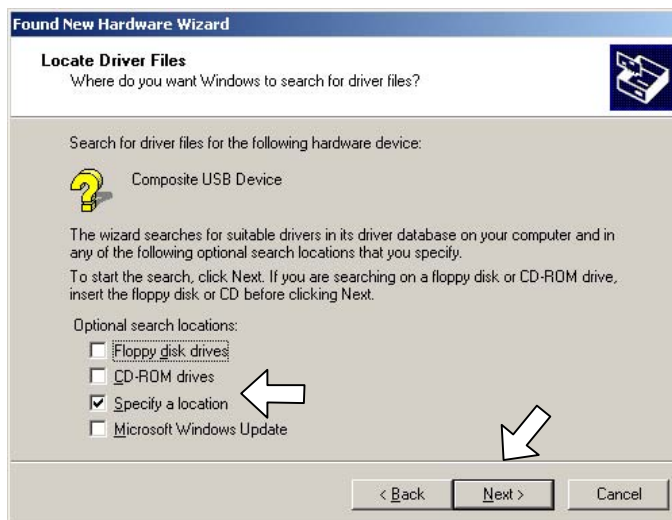 Found New Hardware Wizard
Locate Driver Files
Where do you want Windows to search for driver files?
Search for driver files for the following hardware device:
Composite USB Device
The wizard searches for suitable drivers in its driver database on your computer and in
any of the following optional search locations that you specify.
To start the search, click Next. If you are searching on a floppy disk or CD-ROM drive,
insert the floppy disk or CD before clicking Next.
Optional search locations:
Floppy disk drives
CD-ROM drives
Specify a location
Microsoft Windows Update
< Back Next > Cancel